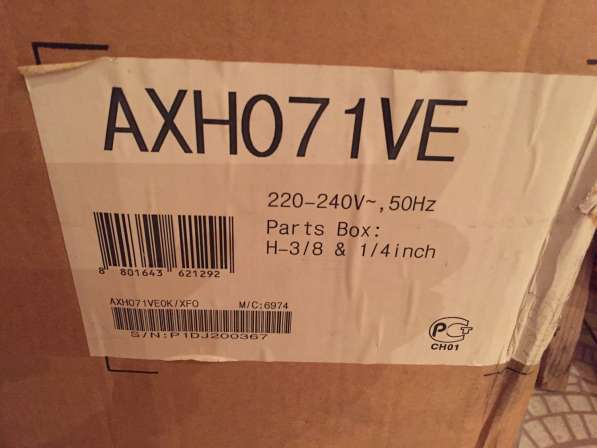 AXH071VE
220-240V~,50Hz
Parts Box:
H-3/8 & 1/4inch
8 801643 621292
AXH071VE0K/XFO M/C:6974
S/N:P1DJ200367
PCT
CH01